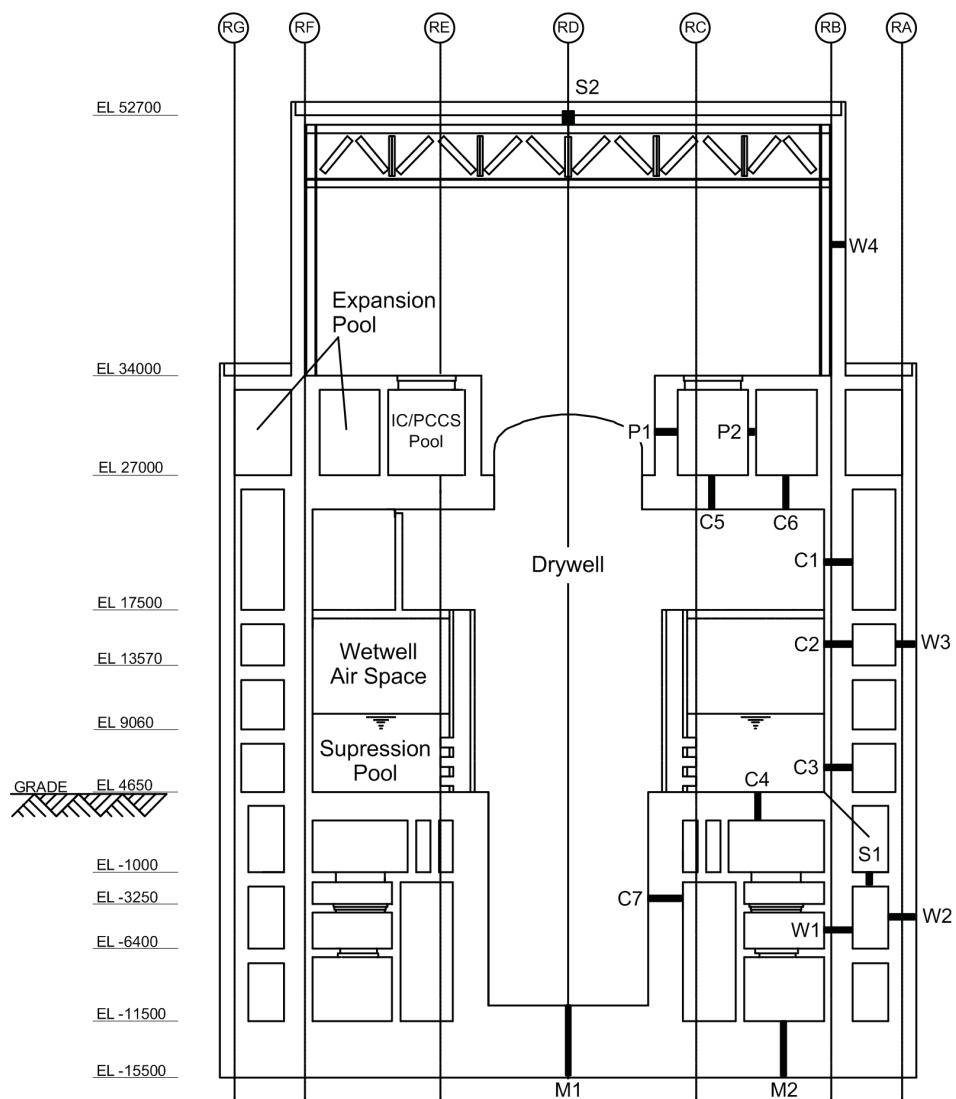 RG RF RE RD RC RB RA
S2
EL 52700
W4
Expansion
Pool
EL 34000
IC/PCCS
Pool
P1 P2
EL 27000
C5 C6
C1
Drywell
EL 17500
Wetwell
Air Space
C2 W3
EL 13570
EL 9060
Supression
Pool
C3
C4
GRADE EL 4650
S1
EL -1000
EL -3250
C7
W1 W2
EL -6400
EL -11500
EL -15500
M1 M2